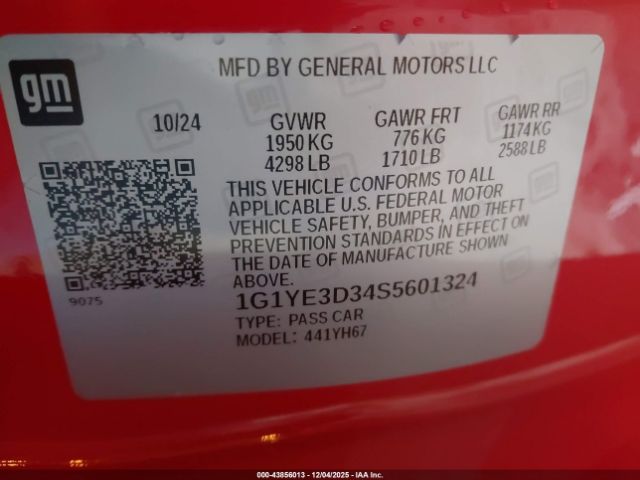 gm
MFD BY GENERAL MOTORS LLC
10/24 GVWR GAWR FRT GAWR RR
1950 KG 776 KG 1174 KG
4298 LB 1710 LB 2588 LB
THIS VEHICLE CONFORMS TO ALL
APPLICABLE U.S. FEDERAL MOTOR
VEHICLE SAFETY, BUMPER, AND THEFT
PREVENTION STANDARDS IN EFFECT ON
THE DATE OF MANUFACTURE SHOWN
ABOVE.
9075
1G1YE3D34S5601324
TYPE: PASS CAR
MODEL: 441YH67
000-43856013 - 12/04/2025 - IAA Inc.